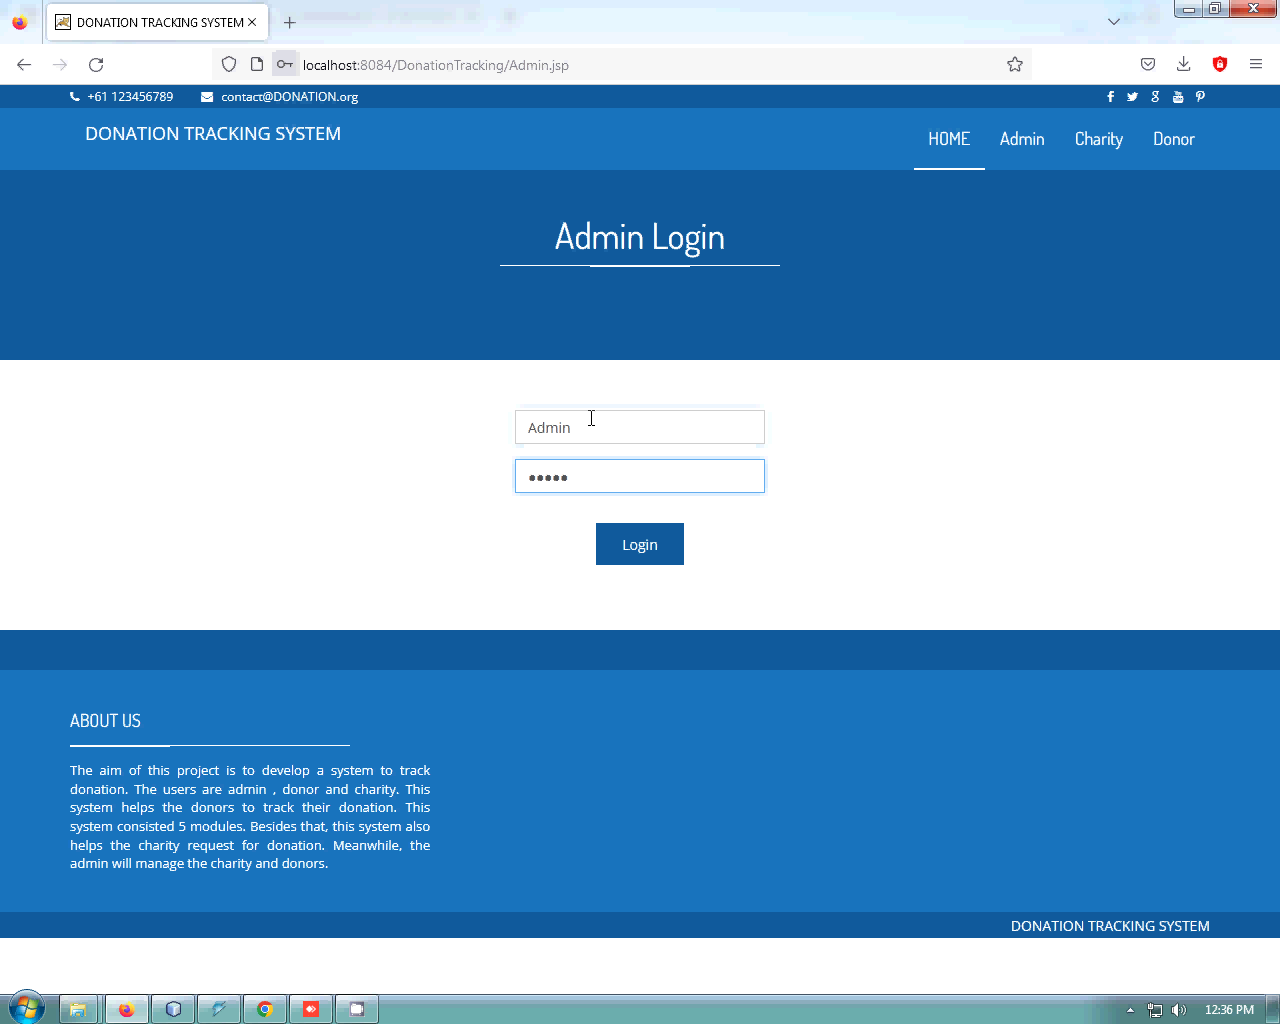 DONATION TRACKING SYSTEM
localhost:8084/DonationTracking/Admin.jsp
+61 123456789 contact@DONATION.org
DONATION TRACKING SYSTEM
HOME Admin Charity Donor
Admin Login
Admin
•••••
Login
ABOUT US
The aim of this project is to develop a system to track
donation. The users are admin , donor and charity. This
system helps the donors to track their donation. This
system consisted 5 modules. Besides that, this system also
helps the charity request for donation. Meanwhile, the
admin will manage the charity and donors.
DONATION TRACKING SYSTEM
12:36 PM